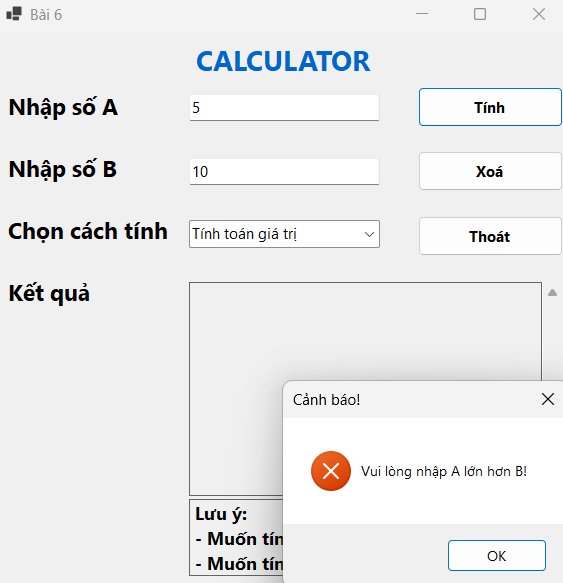 Bài 6
CALCULATOR
Nhập số A
5
Tính
Nhập số B
10
Xoá
Chọn cách tính
Tính toán giá trị
Thoát
Kết quả
Cảnh báo!
Vui lòng nhập A lớn hơn B!
OK
Lưu ý:
- Muốn tín
- Muốn tín